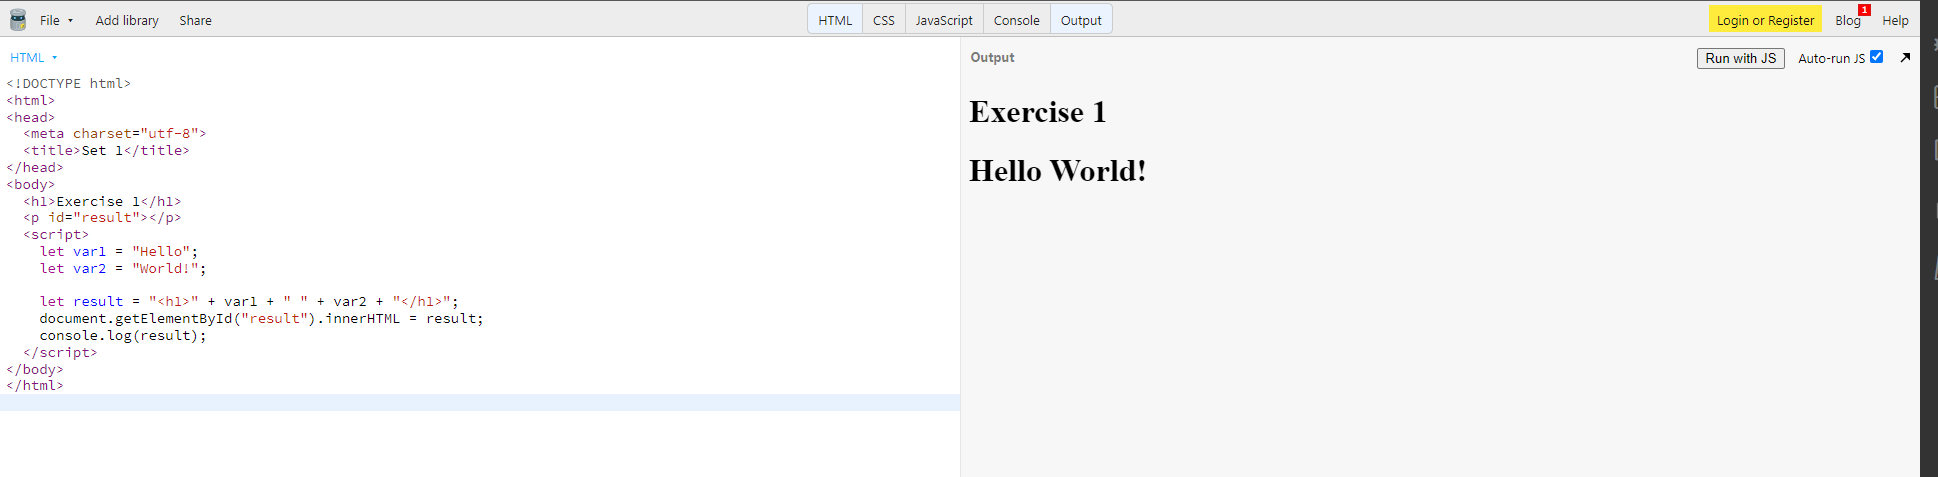 File Add library Share HTML CSS JavaScript Console Output Login or Register Blog 1 Help
HTML
<!DOCTYPE html>
<html>
<head>
  <meta charset="utf-8">
  <title>Set 1</title>
</head>
<body>
  <h1>Exercise 1</h1>
  <p id="result"></p>
  <script>
    let var1 = "Hello";
    let var2 = "World!";

    let result = "<h1>" + var1 + " " + var2 + "</h1>";
    document.getElementById("result").innerHTML = result;
    console.log(result);
  </script>
</body>
</html>
Output Run with JS Auto-run JS
Exercise 1
Hello World!